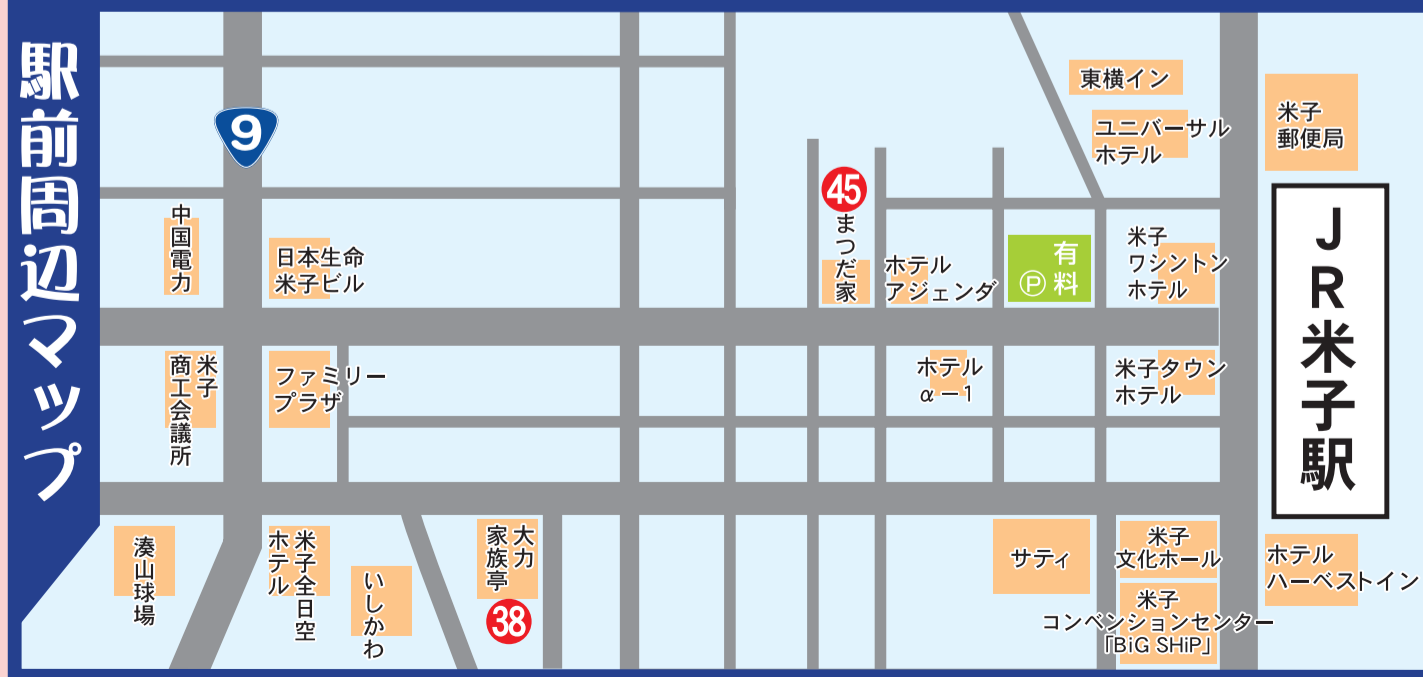 駅前周辺マップ
9
東横イン
ユニバーサル
ホテル
米子
郵便局
JR米子駅
中国電力
日本生命
米子ビル
45
まつだ家
ホテル
アジェンダ
有料
P
米子
ワシントン
ホテル
米子
商工会議所
ファミリー
プラザ
ホテル
α－1
米子タウン
ホテル
湊山球場
米子全日空
ホテル
いしかわ
大力
家族亭
38
サティ
米子
文化ホール
米子
コンベンションセンター
「BiG SHiP」
ホテル
ハーベストイン